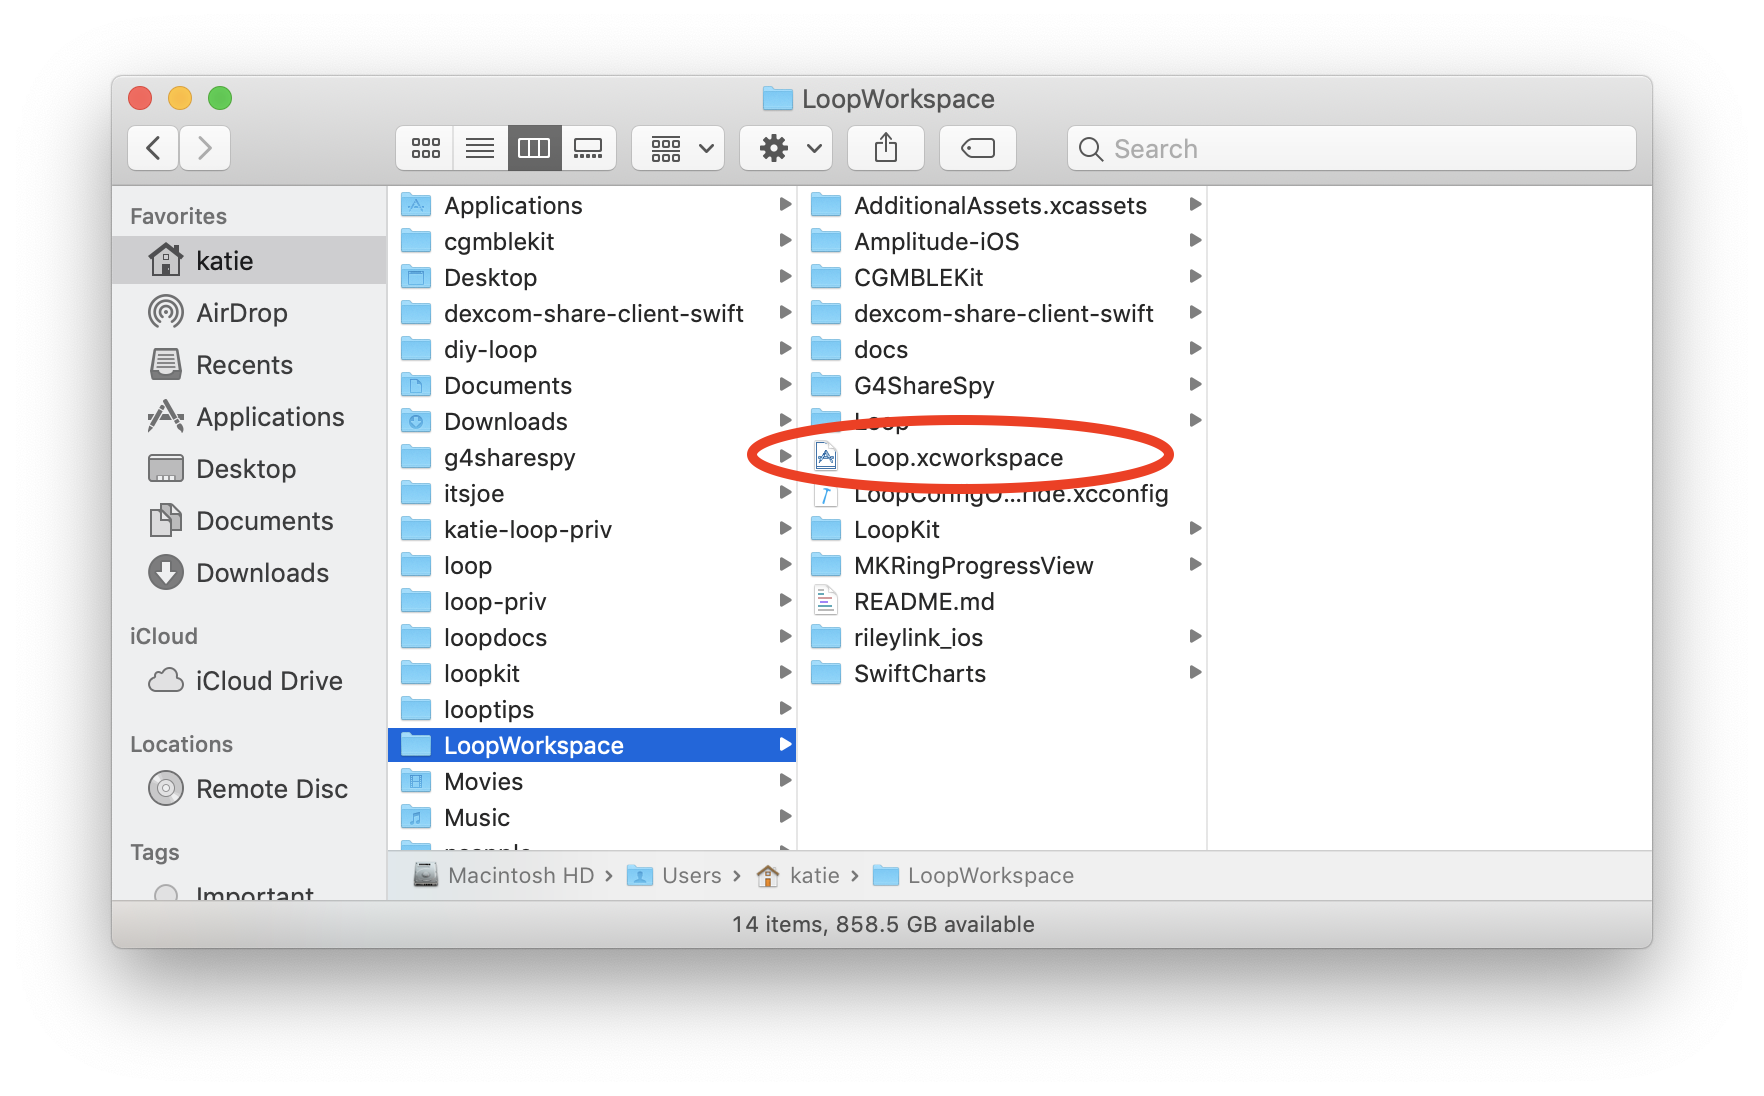 LoopWorkspace
Search
Favorites
katie
AirDrop
Recents
Applications
Desktop
Documents
Downloads
iCloud
iCloud Drive
Locations
Remote Disc
Tags
Important
Applications
cgmblekit
Desktop
dexcom-share-client-swift
diy-loop
Documents
Downloads
g4sharespy
itsjoe
katie-loop-priv
loop
loop-priv
loopdocs
loopkit
looptips
LoopWorkspace
Movies
Music
AdditionalAssets.xcassets
Amplitude-iOS
CGMBLEKit
dexcom-share-client-swift
docs
G4ShareSpy
Loop
Loop.xcworkspace
LoopConfigO...ride.xcconfig
LoopKit
MKRingProgressView
README.md
rileylink_ios
SwiftCharts
Macintosh HD › Users › katie › LoopWorkspace
14 items, 858.5 GB available